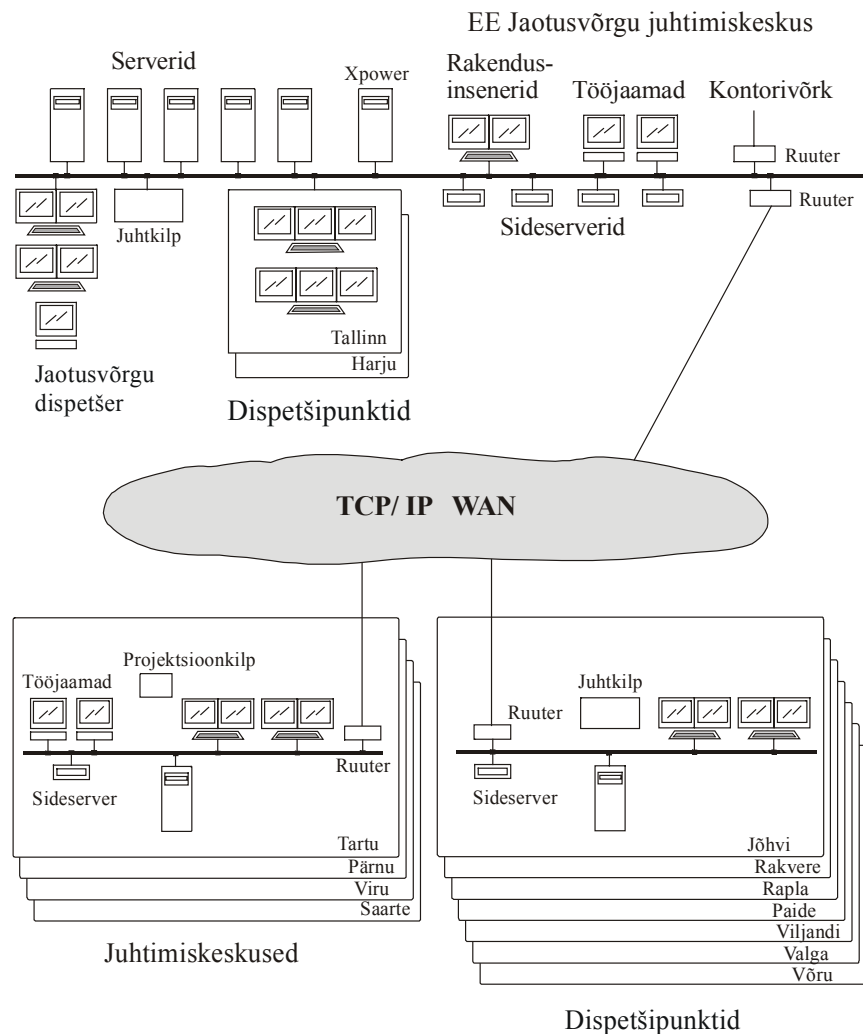 EE Jaotusvõrgu juhtimiskeskus
Serverid
Xpower
Rakendus-
insenerid
Tööjaamad
Kontorivõrk
Ruuter
Ruuter
Juhtkilp
Sideserverid
Tallinn
Harju
Jaotusvõrgu
dispetšer
Dispetšipunktid
TCP/ IP WAN
Projektsioonkilp
Tööjaamad
Ruuter
Sideserver
Tartu
Pärnu
Viru
Saarte
Juhtimiskeskused
Juhtkilp
Ruuter
Sideserver
Jõhvi
Rakvere
Rapla
Paide
Viljandi
Valga
Võru
Dispetšipunktid